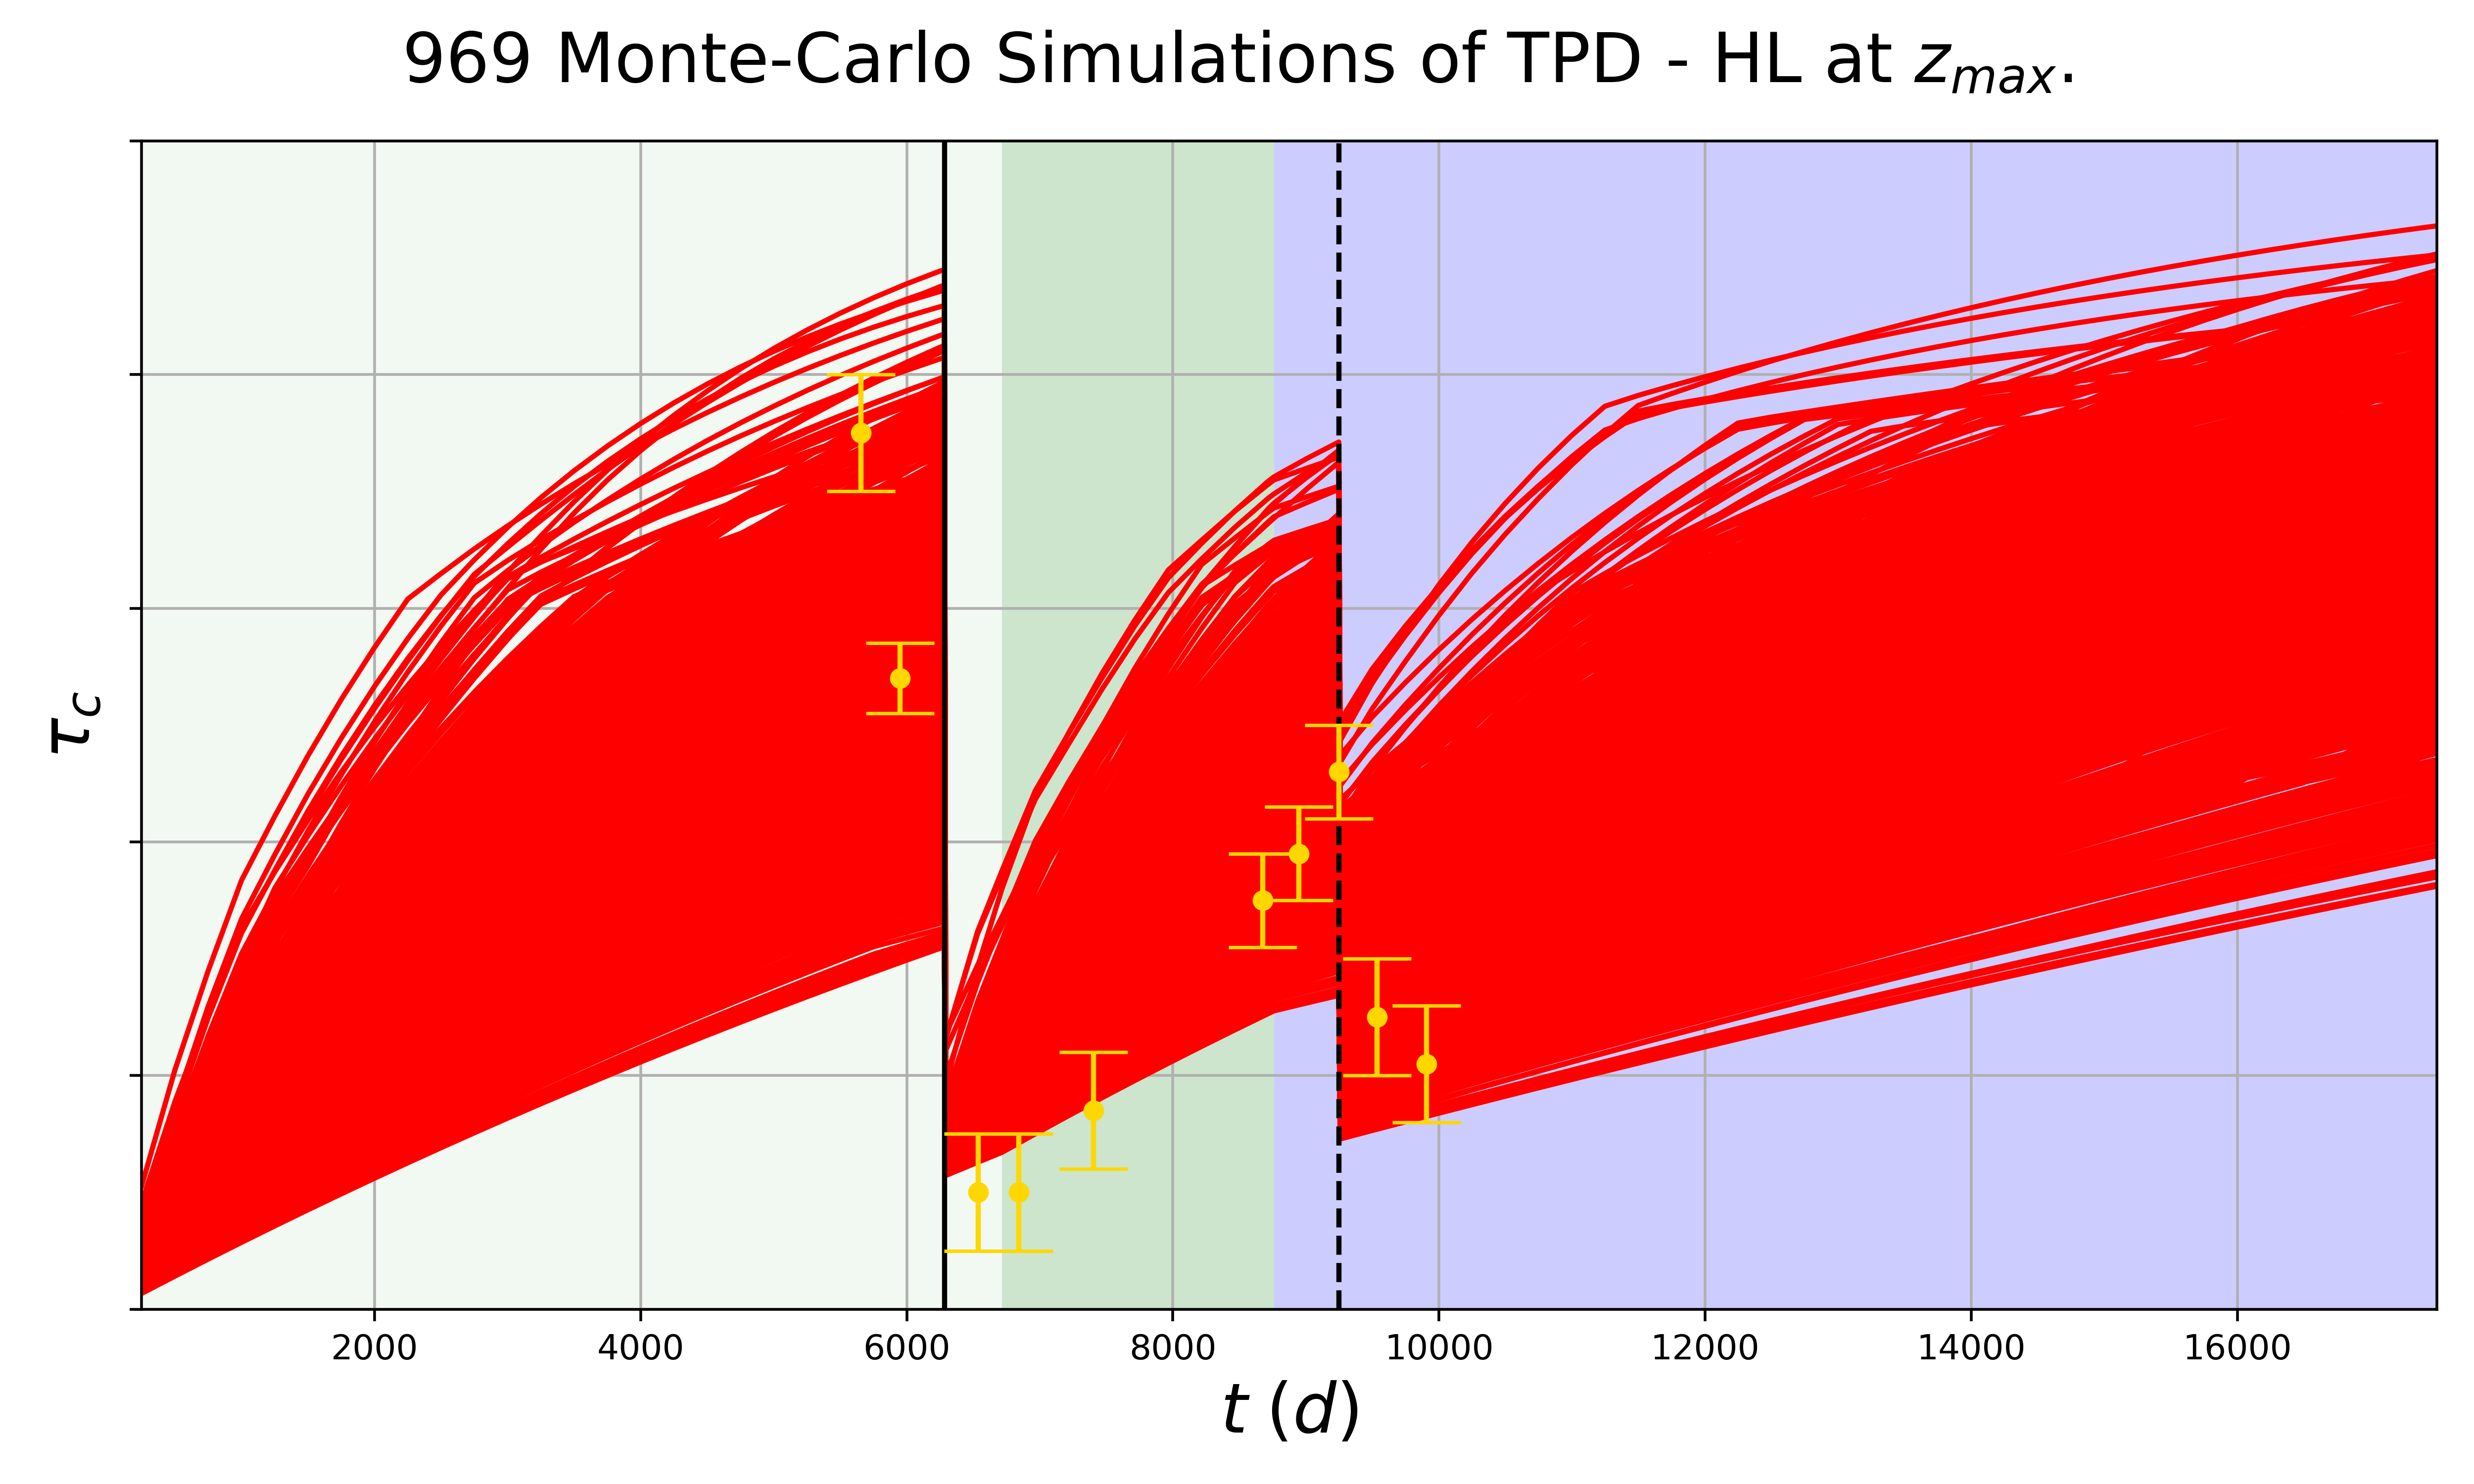 969 Monte-Carlo Simulations of TPD - HL at z_max.
τ_c
2000 4000 6000 8000 10000 12000 14000 16000
t (d)